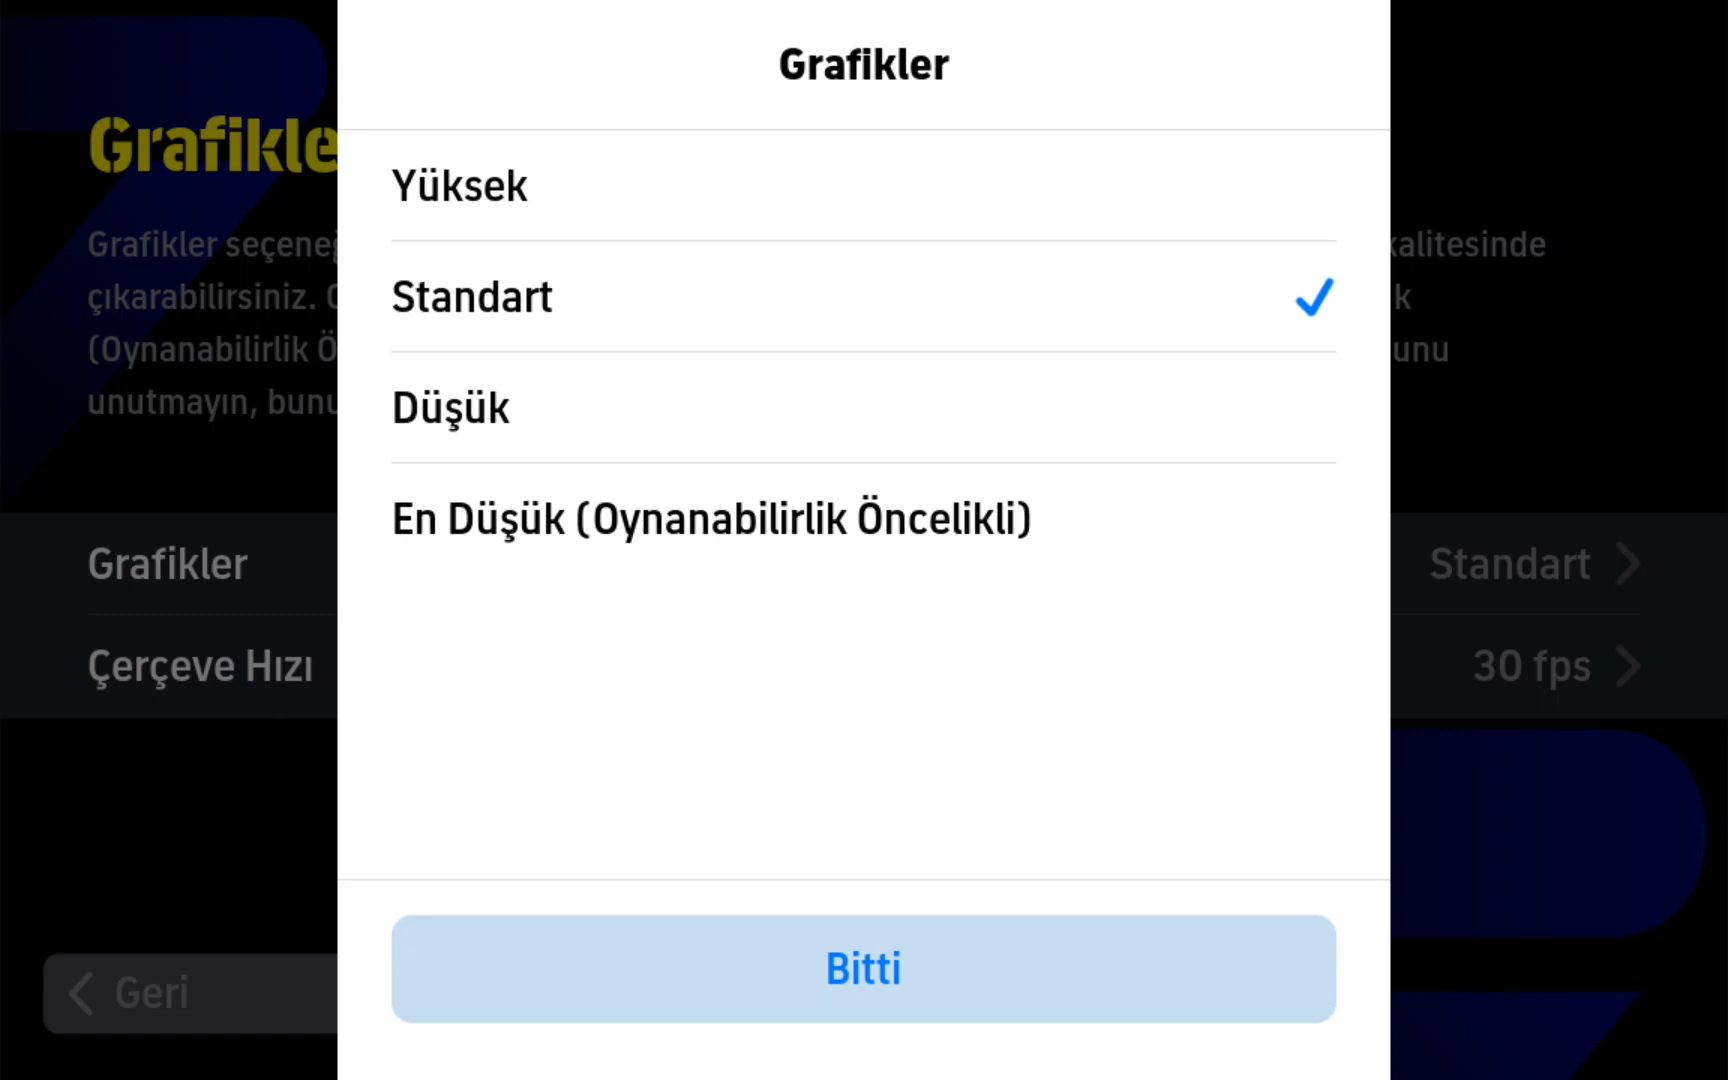 Grafikler
Yüksek
Standart
Düşük
En Düşük (Oynanabilirlik Öncelikli)
Bitti
Grafikler seçeneğ kalitesinde
çıkarabilirsiniz. k
(Oynanabilirlik Ö unu
unutmayın, bunu
Grafikler Standart
Çerçeve Hızı 30 fps
Geri